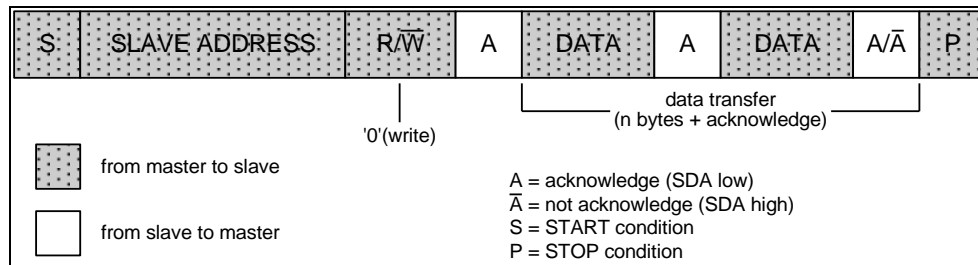 S SLAVE ADDRESS R/W̅ A DATA A DATA A/A̅ P
data transfer
(n bytes + acknowledge)
'0'(write)
from master to slave
from slave to master
A = acknowledge (SDA low)
A̅ = not acknowledge (SDA high)
S = START condition
P = STOP condition